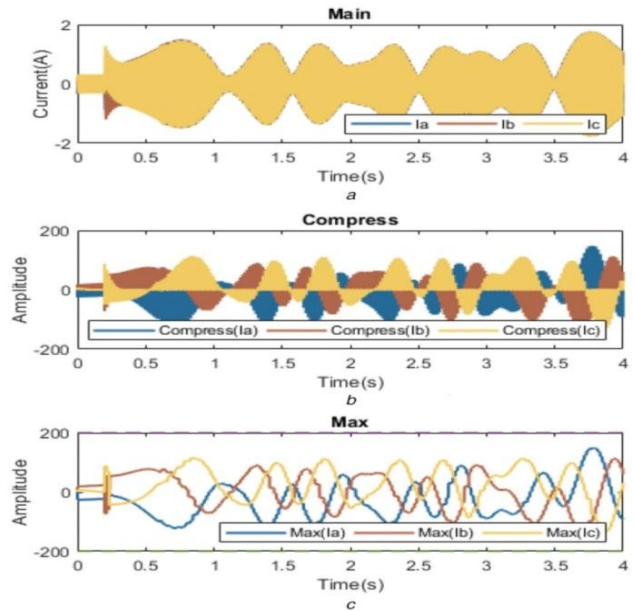 Main
Current(A)
2
0
-2
Ia Ib Ic
0 0.5 1 1.5 2 2.5 3 3.5 4
Time(s)
a
Compress
Amplitude
200
0
-200
Compress(Ia) Compress(Ib) Compress(Ic)
0 0.5 1 1.5 2 2.5 3 3.5 4
Time(s)
b
Max
Amplitude
200
0
-200
Max(Ia) Max(Ib) Max(Ic)
0 0.5 1 1.5 2 2.5 3 3.5 4
Time(s)
c